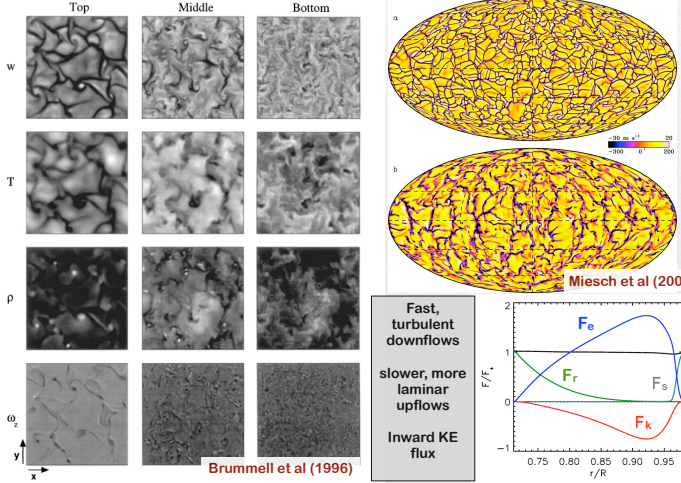 Top Middle Bottom
w
T
ρ
ω_z
y
x
Brummell et al (1996)
a
-30 m s⁻¹ 20
-300 0 100
b
Miesch et al (200
Fast,
turbulent
downflows
slower, more
laminar
upflows
Inward KE
flux
2
1
0
-1
F/F
F_e
F_r
F_s
F_k
0.75 0.80 0.85 0.90 0.95
r/R